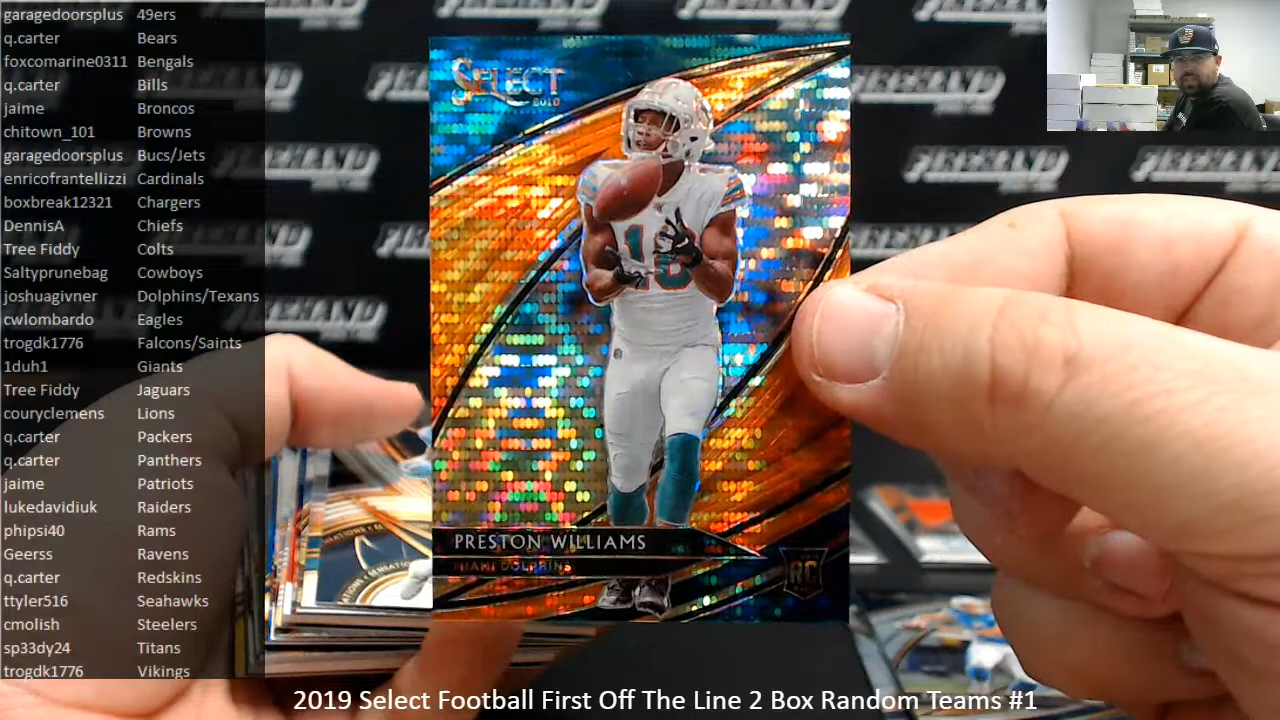 garagedoorsplus 49ers
q.carter Bears
foxcomarine0311 Bengals
q.carter Bills
jaime Broncos
chitown_101 Browns
garagedoorsplus Bucs/Jets
enricofrantellizzi Cardinals
boxbreak12321 Chargers
DennisA Chiefs
Tree Fiddy Colts
Saltyprunebag Cowboys
joshuagivner Dolphins/Texans
cwlombardo Eagles
trogdk1776 Falcons/Saints
1duh1 Giants
Tree Fiddy Jaguars
couryclemens Lions
q.carter Packers
q.carter Panthers
jaime Patriots
lukedavidiuk Raiders
phipsi40 Rams
Geerss Ravens
q.carter Redskins
ttyler516 Seahawks
cmolish Steelers
sp33dy24 Titans
trogdk1776 Vikings
SELECT
18
PRESTON WILLIAMS
MIAMI DOLPHINS
RC
2019 Select Football First Off The Line 2 Box Random Teams #1